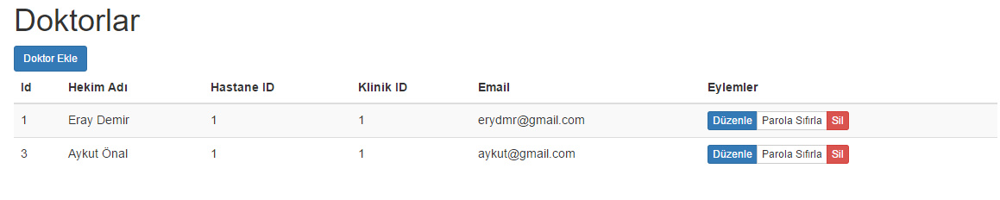 Doktorlar
Doktor Ekle
Id Hekim Adı Hastane ID Klinik ID Email Eylemler
1 Eray Demir 1 1 erydmr@gmail.com Düzenle Parola Sıfırla Sil
3 Aykut Önal 1 1 aykut@gmail.com Düzenle Parola Sıfırla Sil